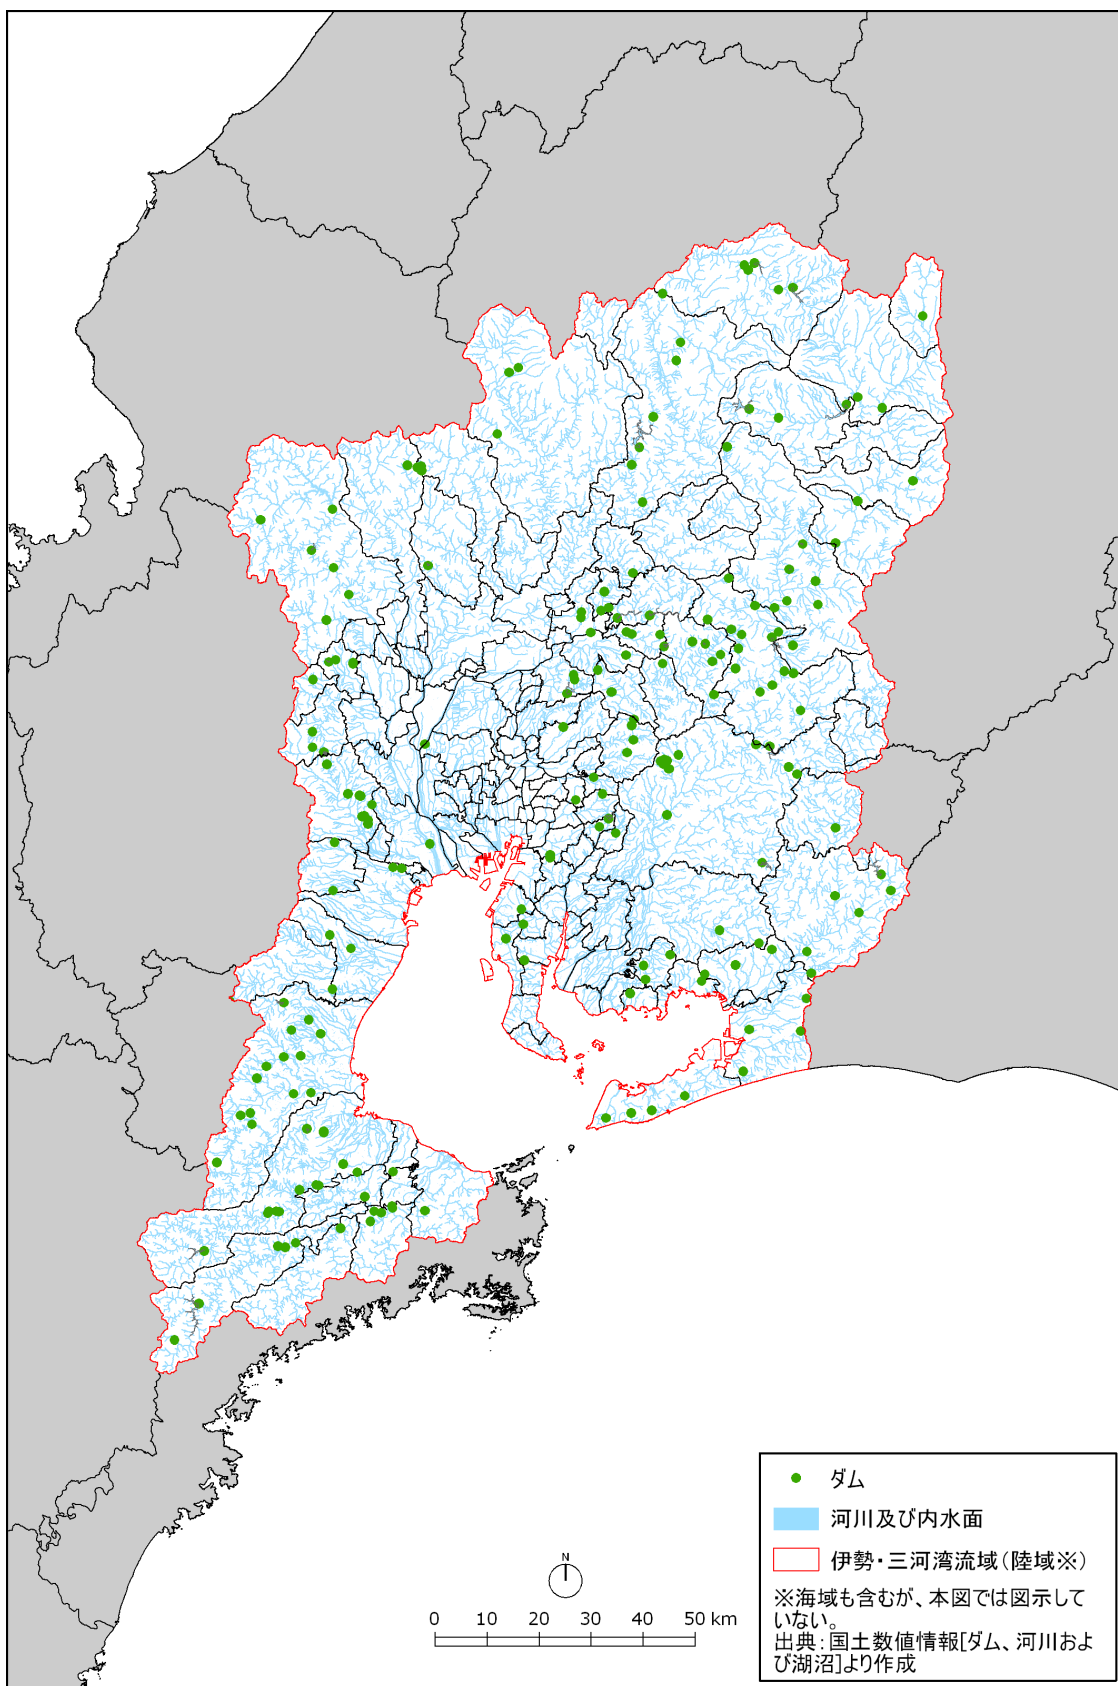 ダム
河川及び内水面
伊勢・三河湾流域(陸域※)
※海域も含むが、本図では図示して
いない。
出典:国土数値情報[ダム、河川およ
び湖沼]より作成
N
0 10 20 30 40 50 km